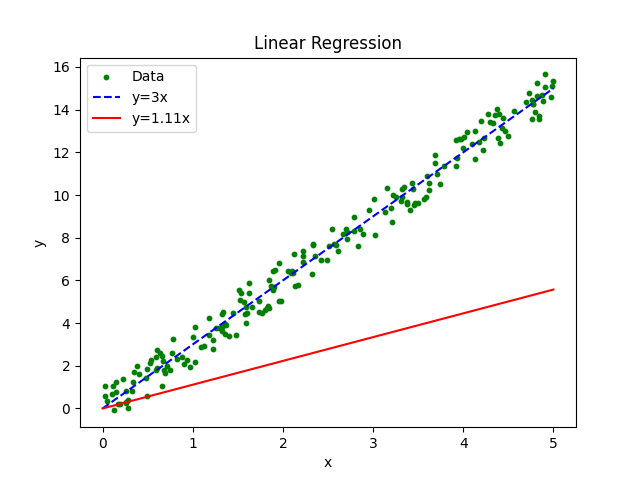 Linear Regression
Data
y=3x
y=1.11x
16
14
12
10
8
6
4
2
0
y
0 1 2 3 4 5
x